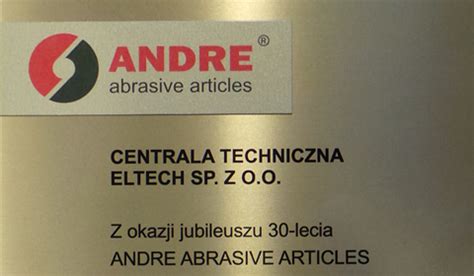 ANDRE®
abrasive articles
CENTRALA TECHNICZNA
ELTECH SP. Z O.O.
Z okazji jubileuszu 30-lecia
ANDRE ABRASIVE ARTICLES